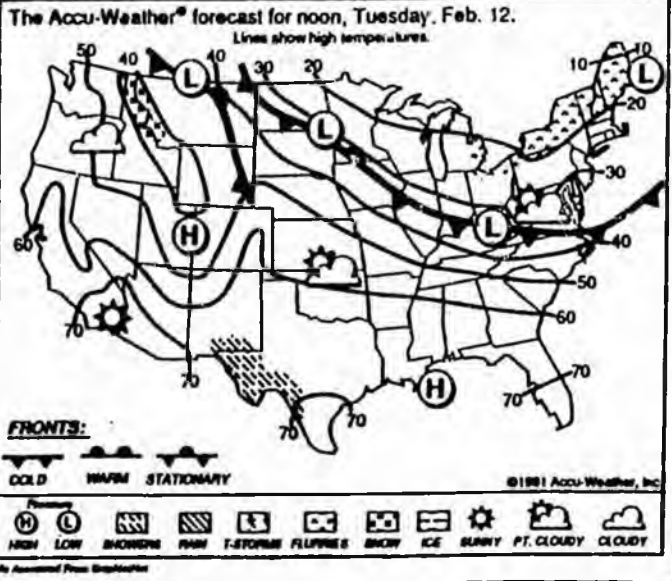 The Accu-Weather® forecast for noon, Tuesday, Feb. 12.
Lines show high temperatures.
50 40 40 30 20 10 10
L L
20
L
30
H L
60 40
50
60
70
70
70
H 70
70 70
FRONTS:
COLD WARM STATIONARY
©1991 Accu-Weather, Inc.
Pressure
H L
HIGH LOW SHOWERS RAIN T-STORMS FLURRIES SNOW ICE SUNNY PT. CLOUDY CLOUDY